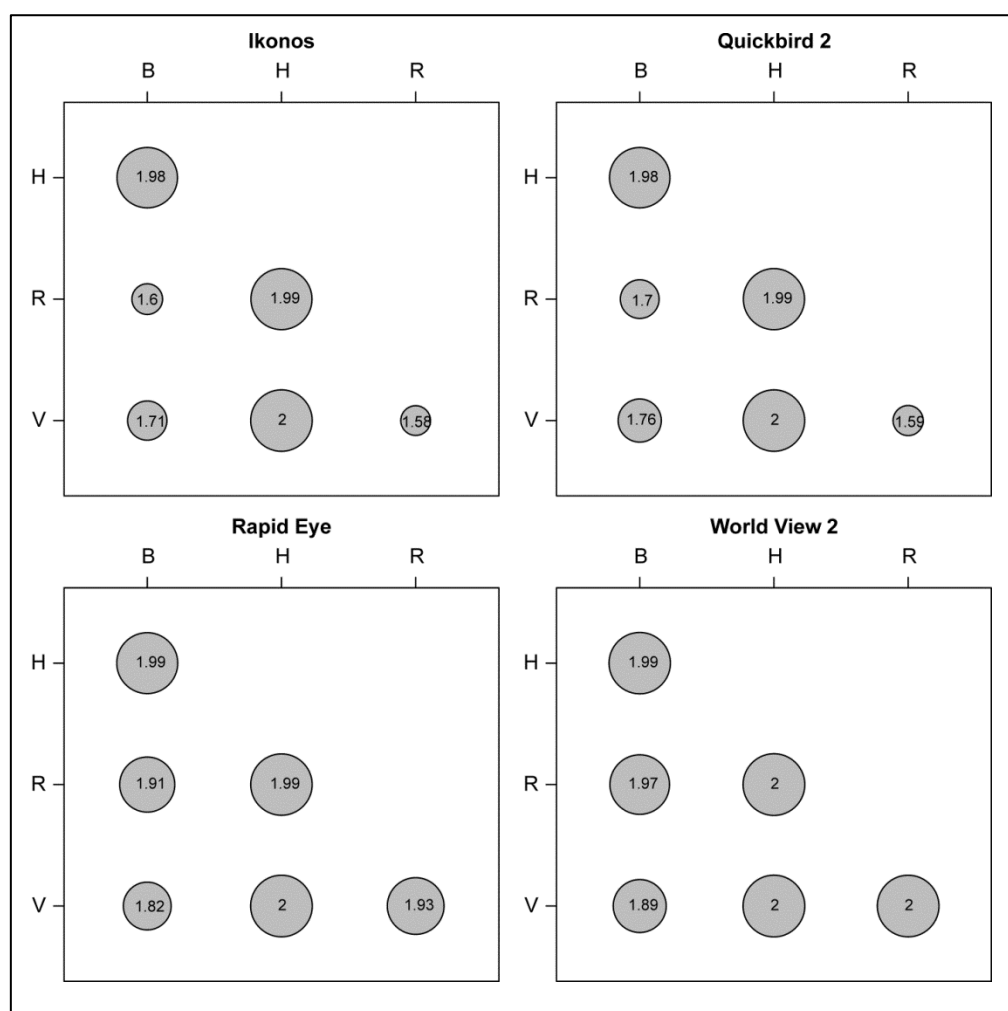 Ikonos Quickbird 2
B H R B H R
H 1.98 H 1.98
R 1.6 1.99 R 1.7 1.99
V 1.71 2 1.58 V 1.76 2 1.59
Rapid Eye World View 2
B H R B H R
H 1.99 H 1.99
R 1.91 1.99 R 1.97 2
V 1.82 2 1.93 V 1.89 2 2